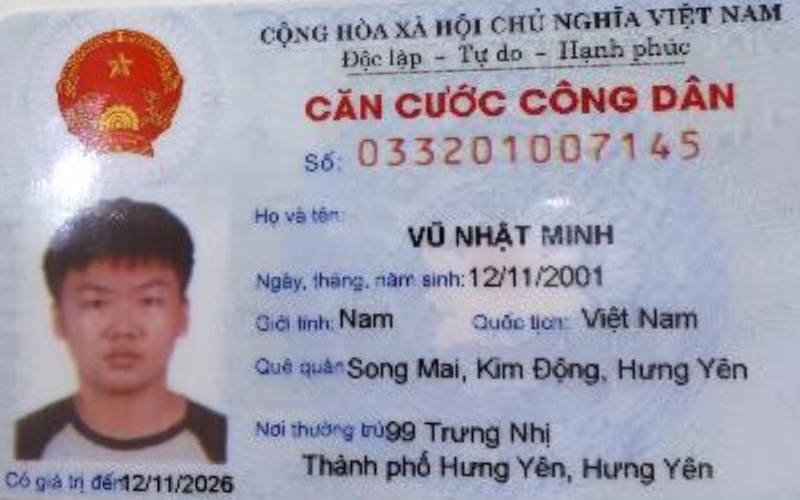 CỘNG HÒA XÃ HỘI CHỦ NGHĨA VIỆT NAM
Độc lập - Tự do - Hạnh phúc
CĂN CƯỚC CÔNG DÂN
Số: 033201007145
Họ và tên:
VŨ NHẬT MINH
Ngày, tháng, năm sinh: 12/11/2001
Giới tính: Nam Quốc tịch: Việt Nam
Quê quán Song Mai, Kim Động, Hưng Yên
Nơi thường trú 99 Trưng Nhị
Thành phố Hưng Yên, Hưng Yên
Có giá trị đến 12/11/2026